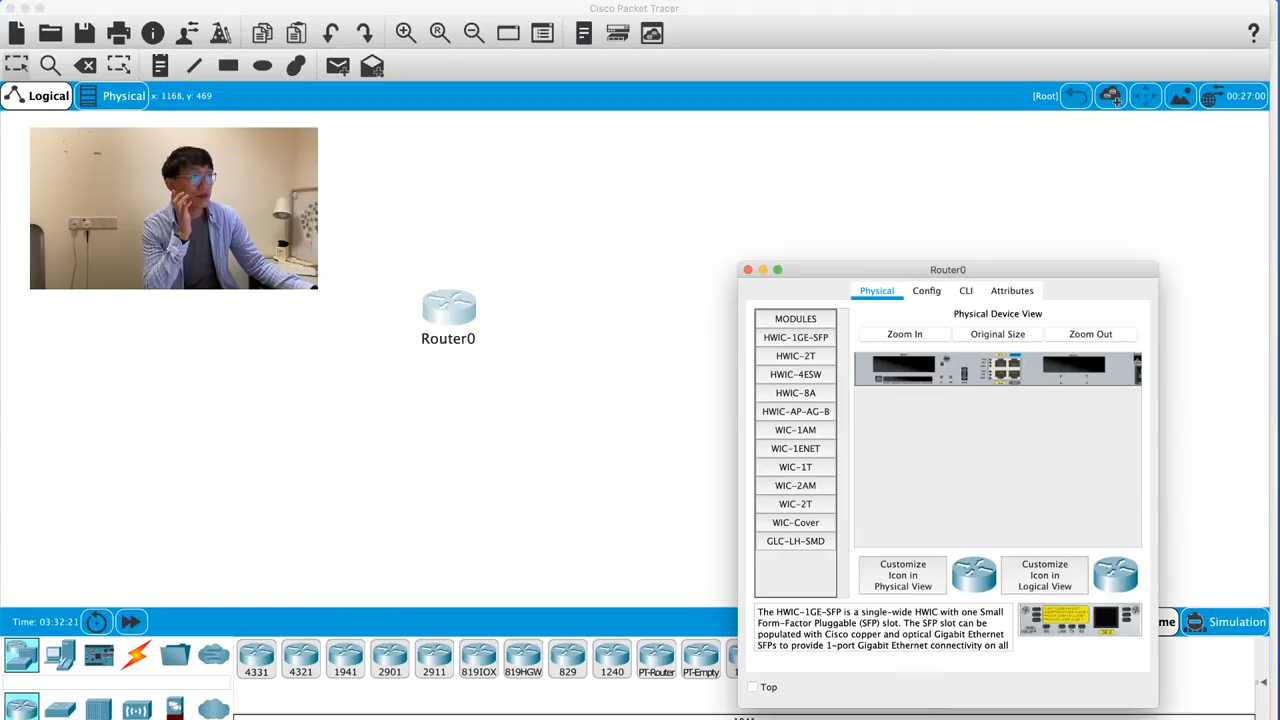 Cisco Packet Tracer
?
Logical
Physical
x: 1168, y: 469
[Root]
00:27:00
Router0
Router0
Physical
Config
CLI
Attributes
MODULES
HWIC-1GE-SFP
HWIC-2T
HWIC-4ESW
HWIC-8A
HWIC-AP-AG-B
WIC-1AM
WIC-1ENET
WIC-1T
WIC-2AM
WIC-2T
WIC-Cover
GLC-LH-SMD
Physical Device View
Zoom In
Original Size
Zoom Out
Customize
Icon in
Physical View
Customize
Icon in
Logical View
The HWIC-1GE-SFP is a single-wide HWIC with one Small
Form-Factor Pluggable (SFP) slot. The SFP slot can be
populated with Cisco copper and optical Gigabit Ethernet
SFPs to provide 1-port Gigabit Ethernet connectivity on all
Top
Time: 03:32:21
me
Simulation
4331
4321
1941
2901
2911
819IOX
819HGW
829
1240
PT-Router
PT-Empty